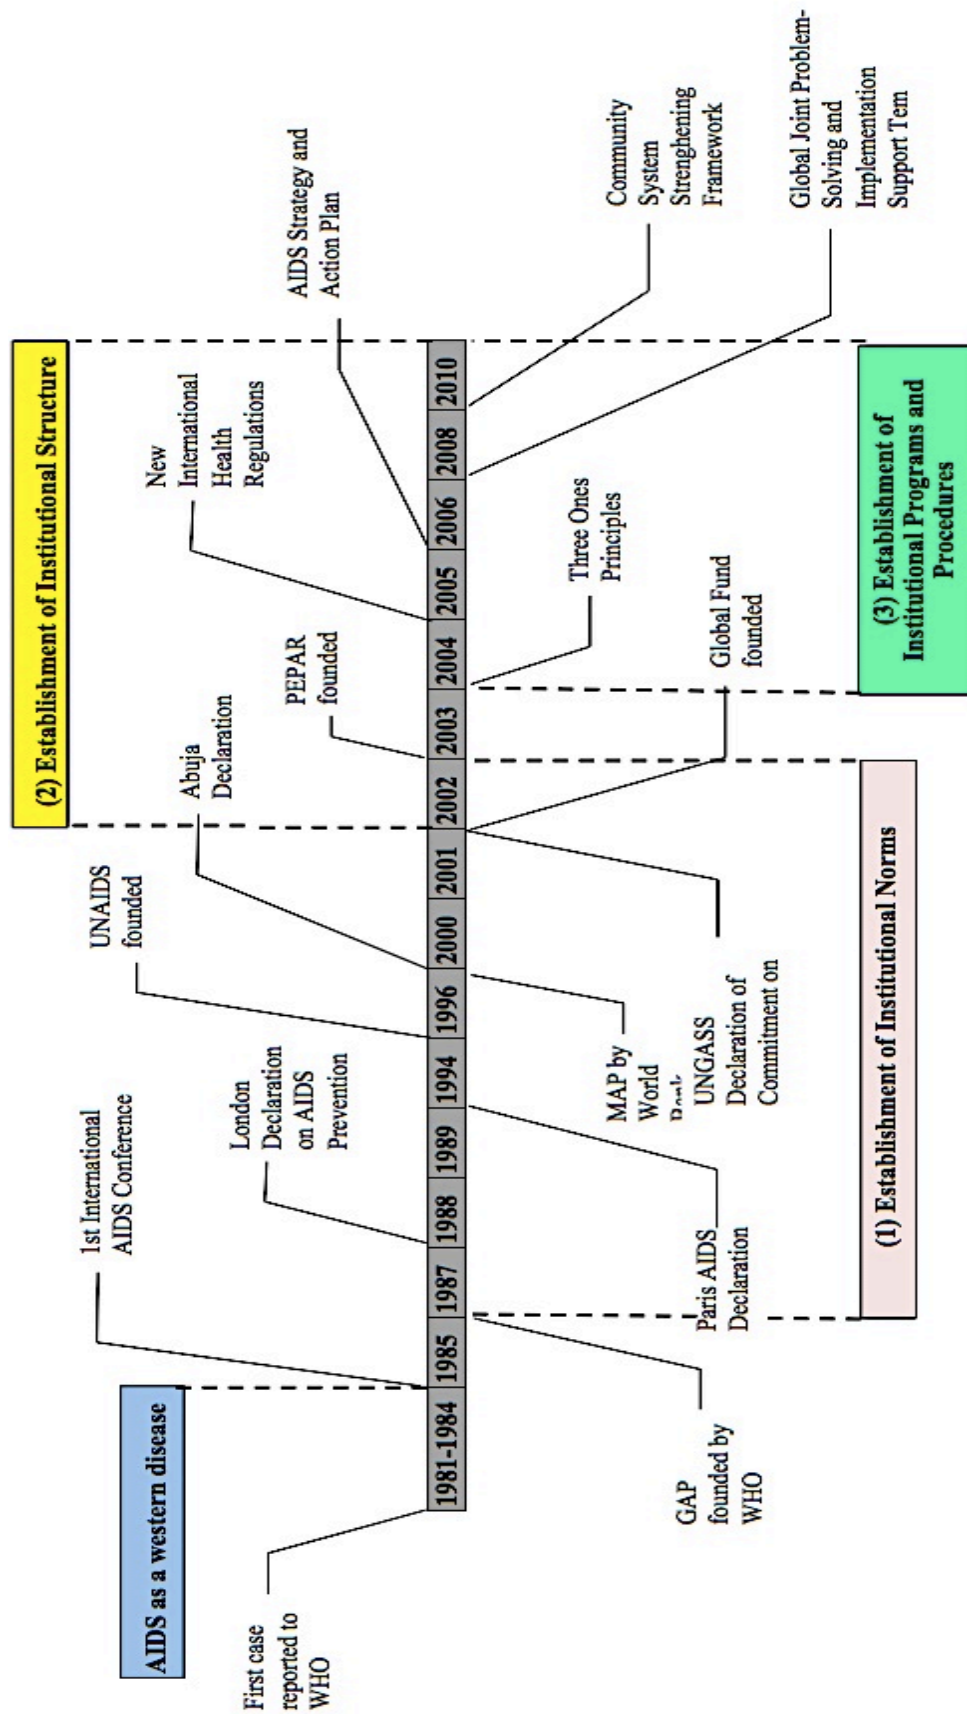 AIDS as a western disease
(2) Establishment of Institutional Structure
First case
reported to
WHO
1st International
AIDS Conference
London
Declaration
on AIDS
Prevention
UNAIDS
founded
Abuja
Declaration
PEPAR
founded
New
International
Health
Regulations
AIDS Strategy and
Action Plan
1981-1984 1985 1987 1988 1989 1994 1996 2000 2001 2002 2003 2004 2005 2006 2008 2010
GAP
founded by
WHO
Paris AIDS
Declaration
MAP by
World
UNGASS
Declaration of
Commitment on
Global Fund
founded
Three Ones
Principles
Community
System
Strenghening
Framework
Global Joint Problem-
Solving and
Implementation
Support Tem
(1) Establishment of Institutional Norms
(3) Establishment of
Institutional Programs and
Procedures